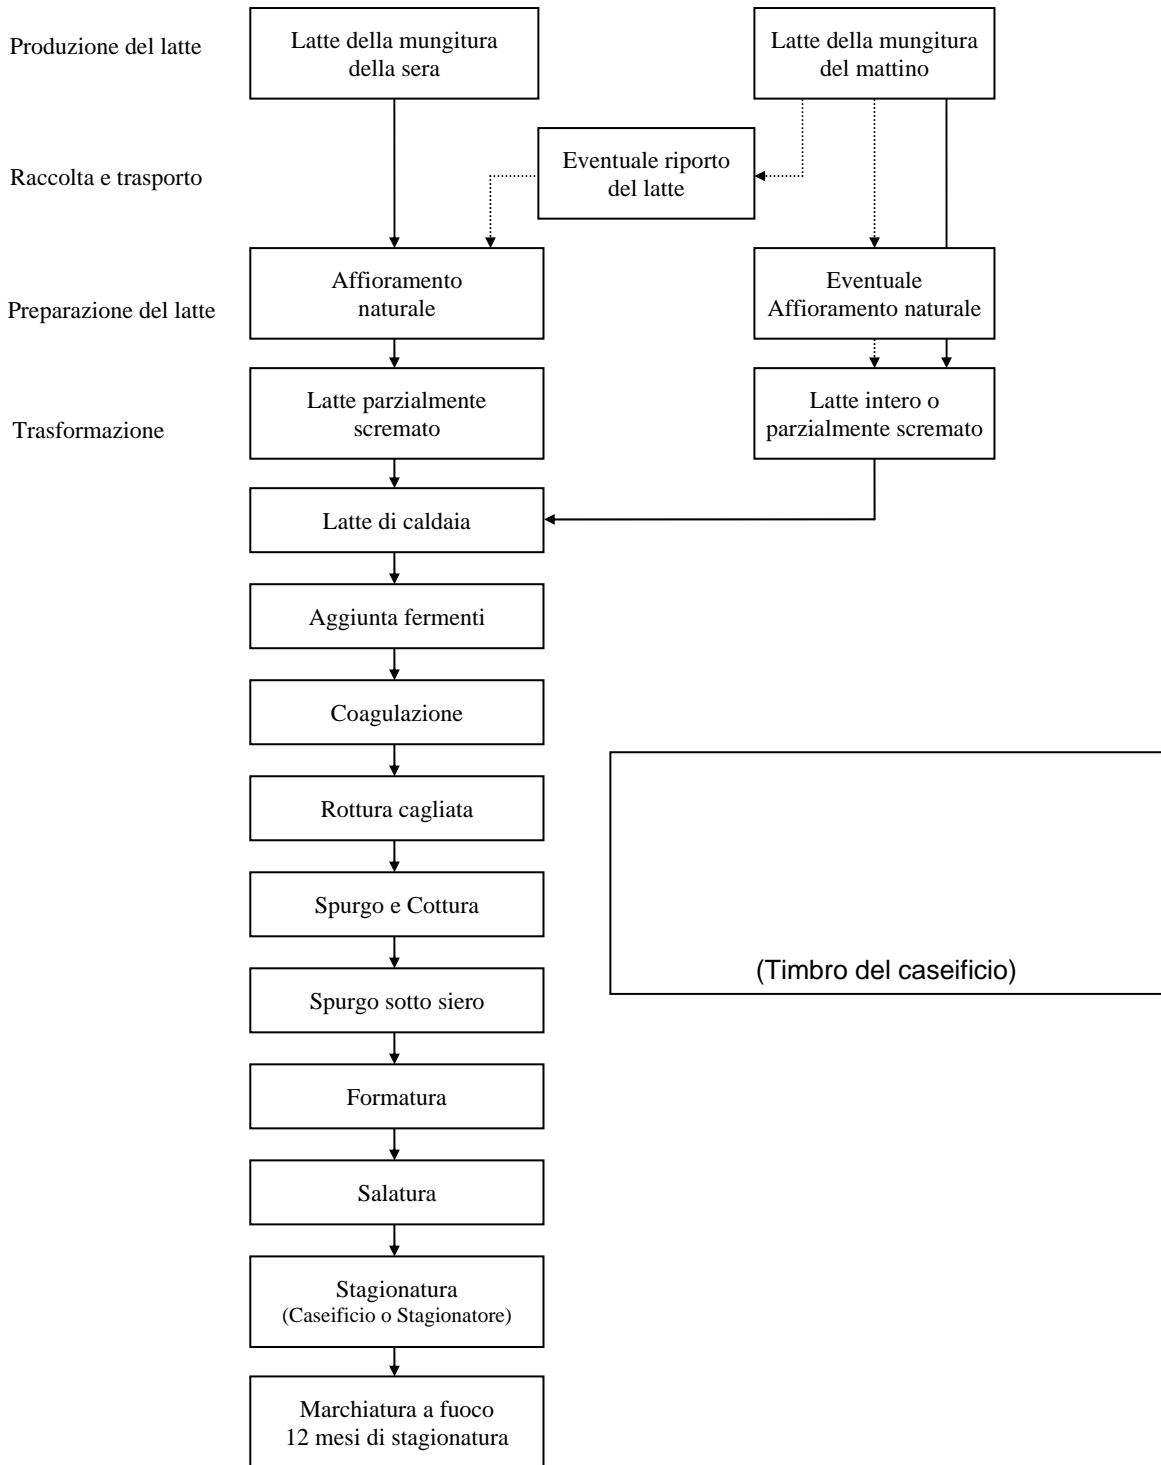 Produzione del latte
Latte della mungitura
della sera
Latte della mungitura
del mattino
Raccolta e trasporto
Eventuale riporto
del latte
Preparazione del latte
Affioramento
naturale
Eventuale
Affioramento naturale
Trasformazione
Latte parzialmente
scremato
Latte intero o
parzialmente scremato
Latte di caldaia
Aggiunta fermenti
Coagulazione
Rottura cagliata
Spurgo e Cottura
(Timbro del caseificio)
Spurgo sotto siero
Formatura
Salatura
Stagionatura
(Caseificio o Stagionatore)
Marchiatura a fuoco
12 mesi di stagionatura